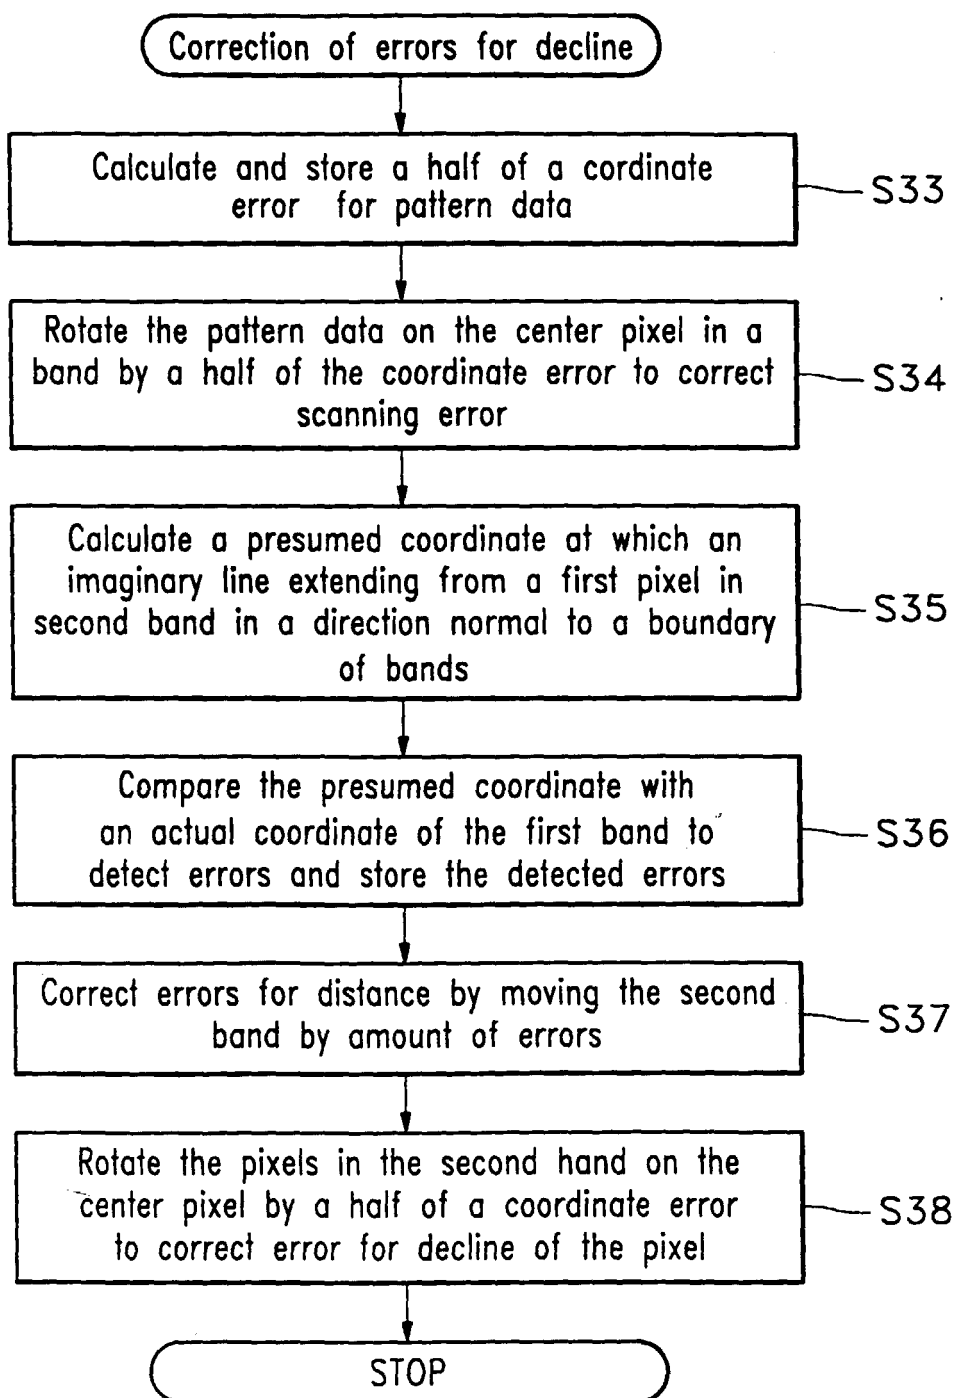 Correction of errors for decline
Calculate and store a half of a cordinate
error for pattern data
S33
Rotate the pattern data on the center pixel in a
band by a half of the coordinate error to correct
scanning error
S34
Calculate a presumed coordinate at which an
imaginary line extending from a first pixel in
second band in a direction normal to a boundary
of bands
S35
Compare the presumed coordinate with
an actual coordinate of the first band to
detect errors and store the detected errors
S36
Correct errors for distance by moving the second
band by amount of errors
S37
Rotate the pixels in the second hand on the
center pixel by a half of a coordinate error
to correct error for decline of the pixel
S38
STOP